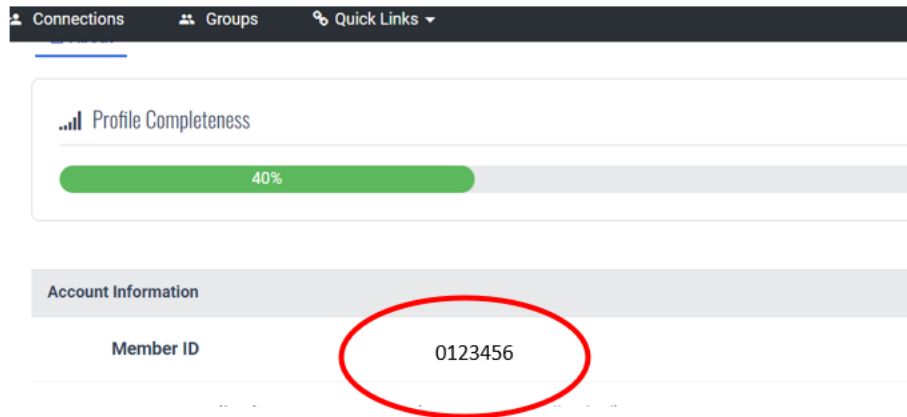 Connections Groups Quick Links
Profile Completeness
40%
Account Information
Member ID 0123456